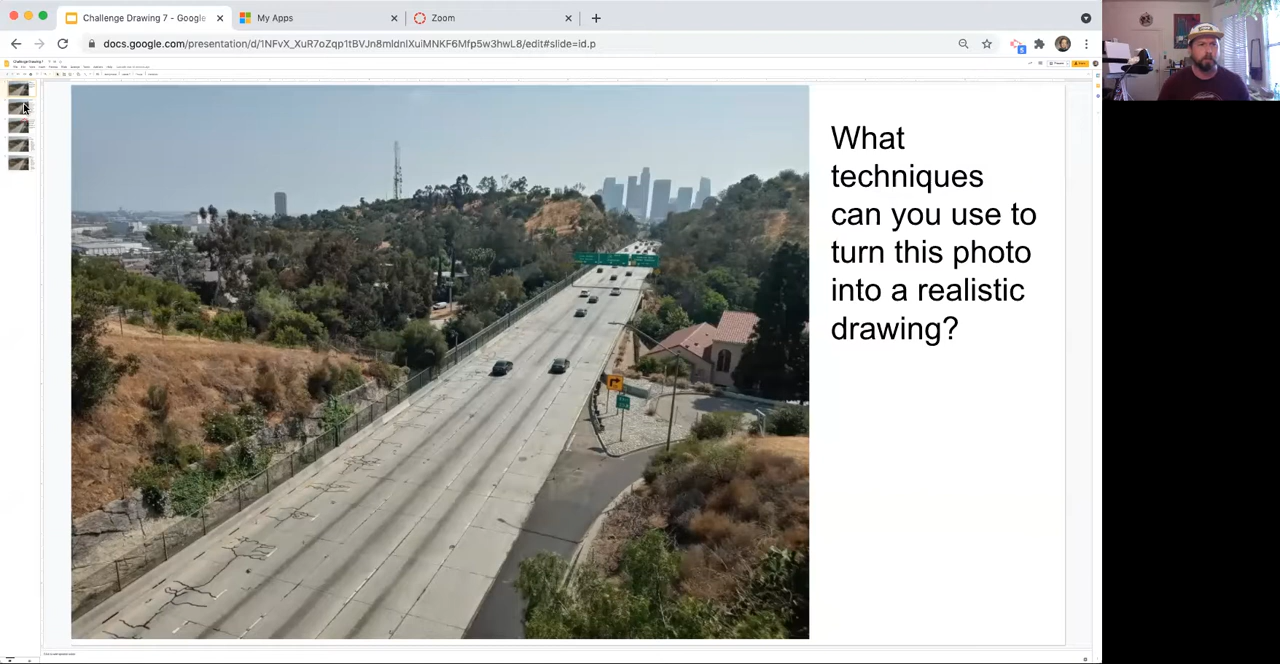 Challenge Drawing 7 - Google
My Apps
Zoom
docs.google.com/presentation/d/1NFvX_XuR7oZqp1tBVJn8mIdnIXuiMNKF6Mfp5w3hwL8/edit#slide=id.p
What
techniques
can you use to
turn this photo
into a realistic
drawing?